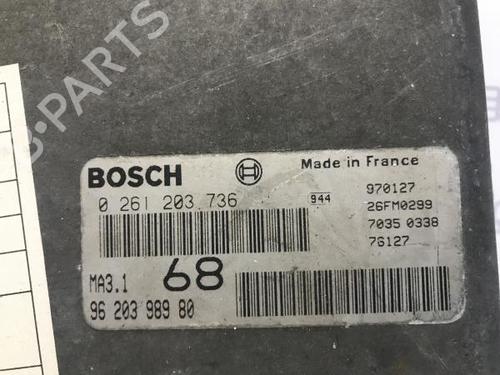 B-PARTS
BOSCH
Made in France
0 261 203 736
944
970127
26FM0299
7035 0338
76127
MA3.1
68
96 203 989 80